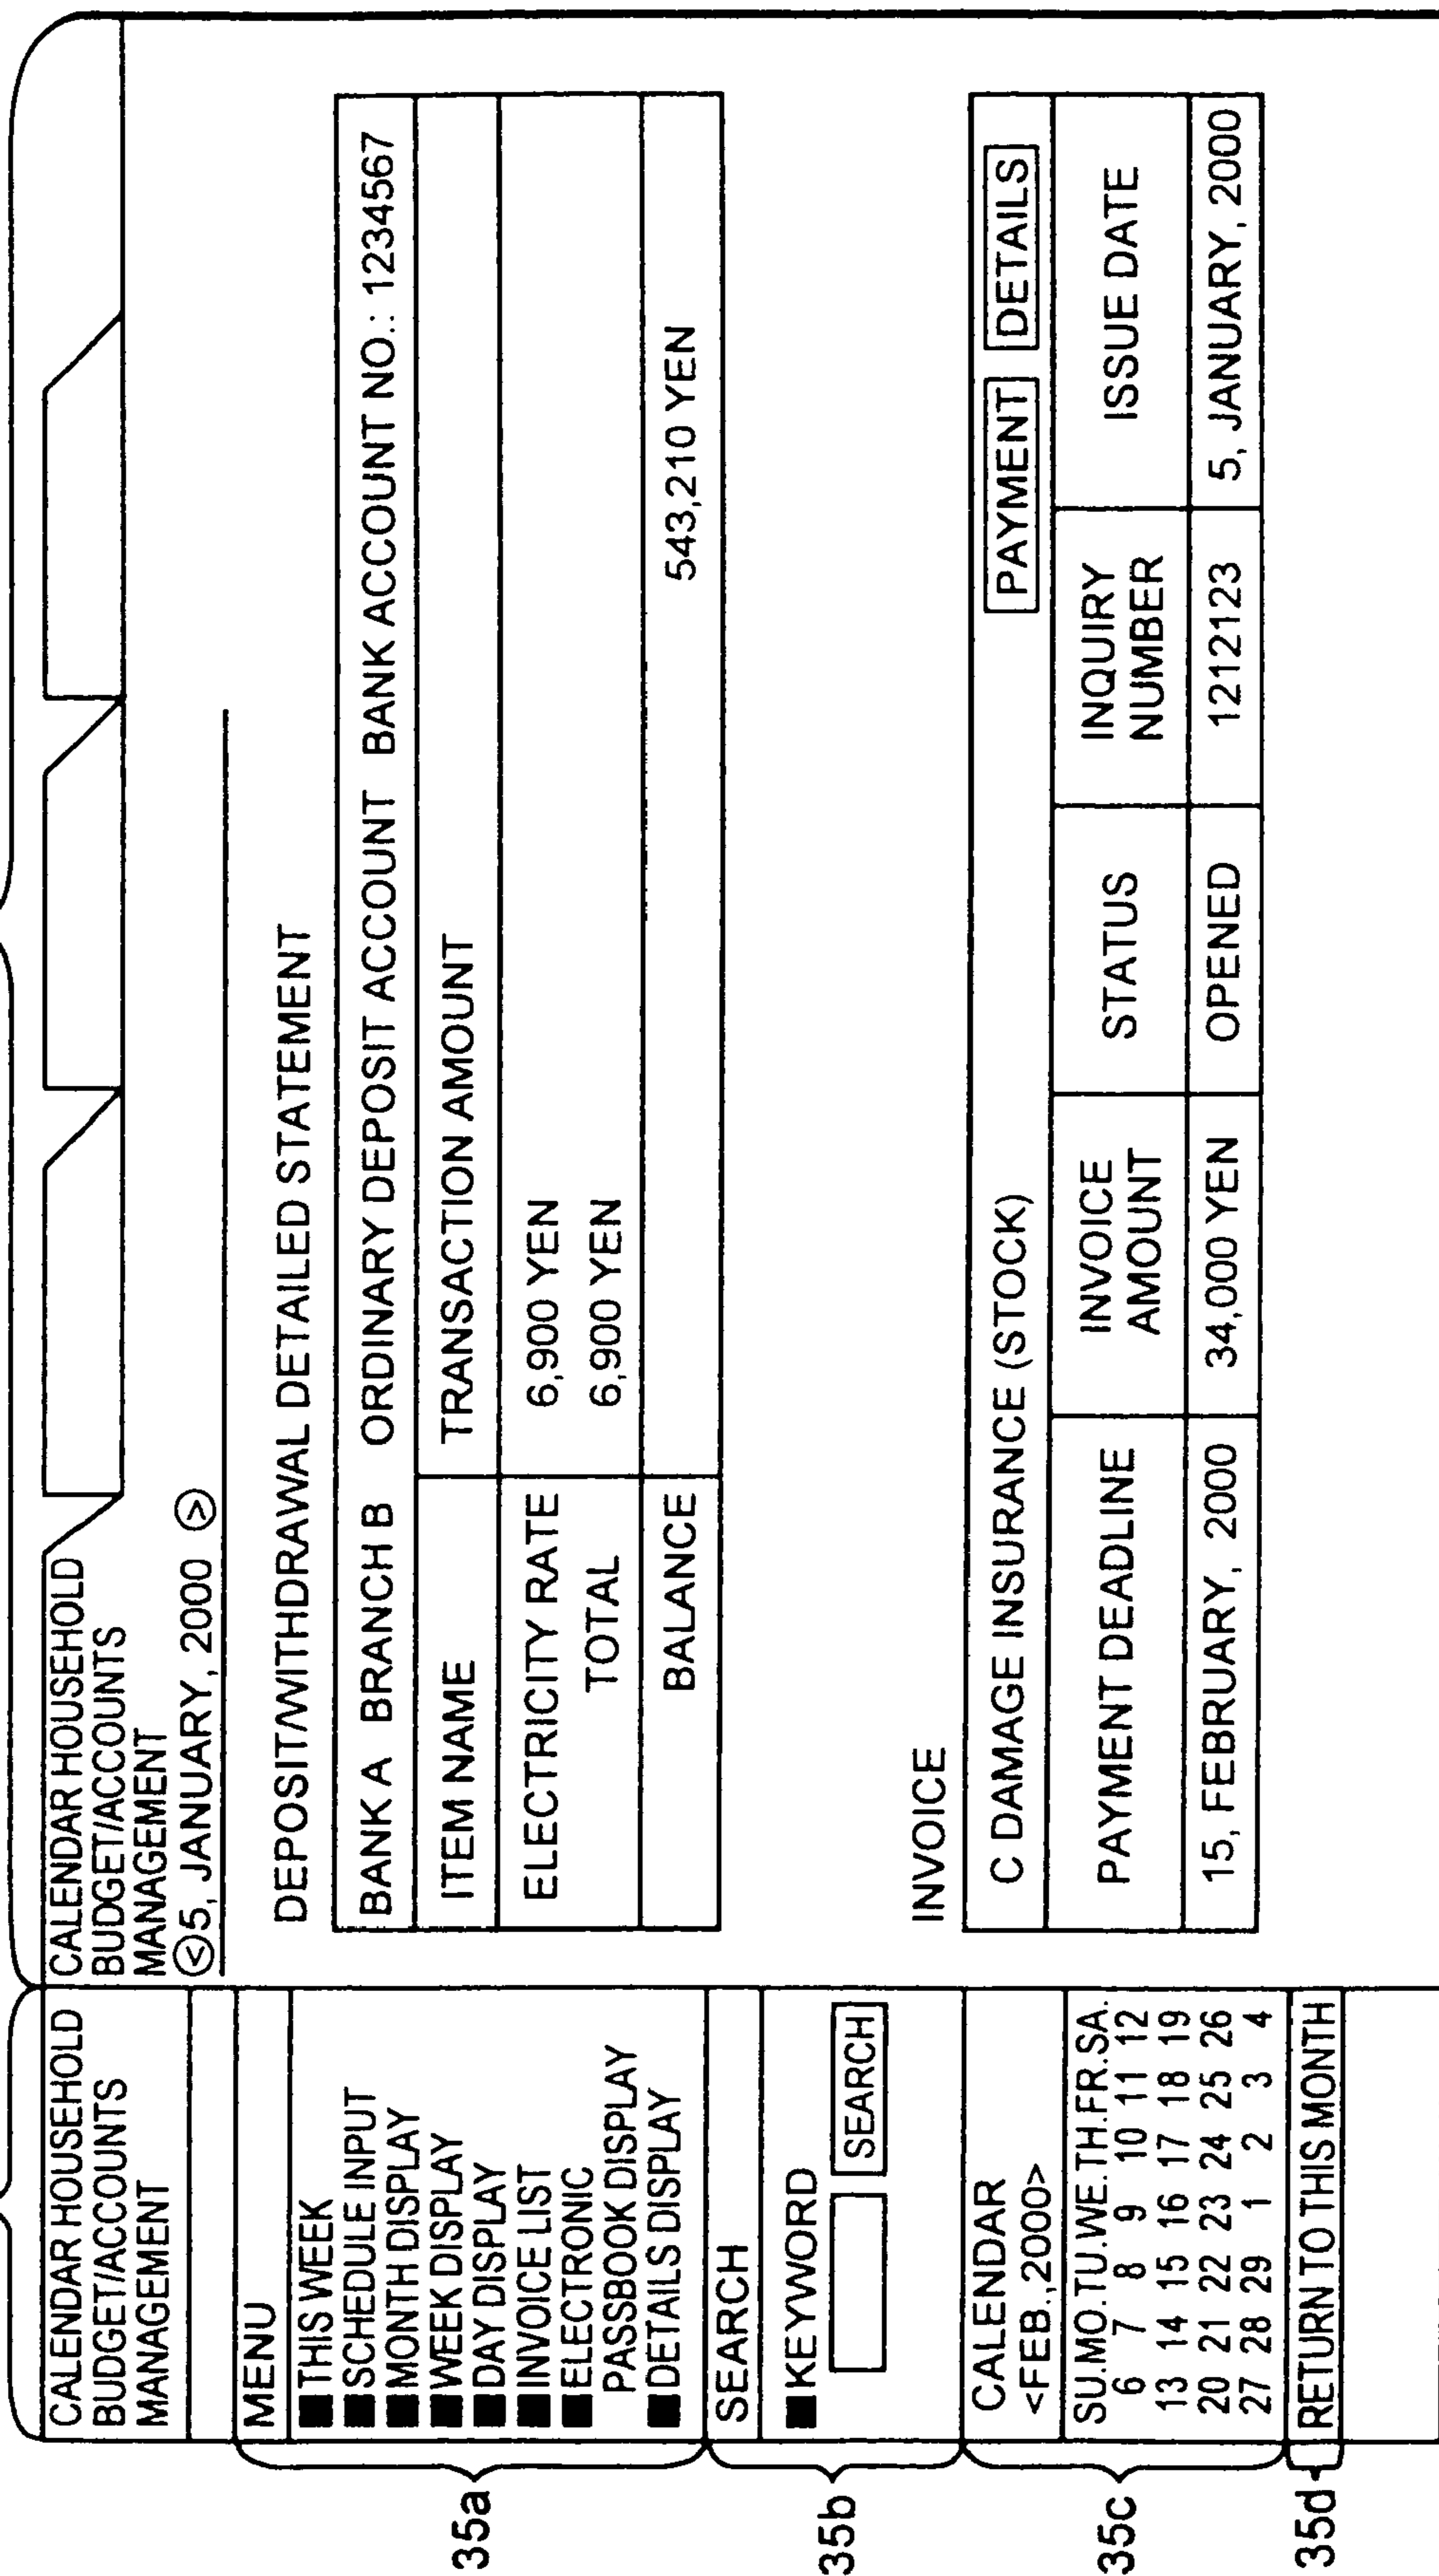 CALENDAR HOUSEHOLD
BUDGET/ACCOUNTS
MANAGEMENT
MENU
■THIS WEEK
■SCHEDULE INPUT
■MONTH DISPLAY
■WEEK DISPLAY
■DAY DISPLAY
■INVOICE LIST
■ELECTRONIC
PASSBOOK DISPLAY
■DETAILS DISPLAY
35a
SEARCH
■KEYWORD
SEARCH
35b
CALENDAR
<FEB.,2000>
SU.MO.TU.WE.TH.FR.SA.
6 7 8 9 10 11 12
13 14 15 16 17 18 19
20 21 22 23 24 25 26
27 28 29 1 2 3 4
35c
RETURN TO THIS MONTH
35d
CALENDAR HOUSEHOLD
BUDGET/ACCOUNTS
MANAGEMENT
<5, JANUARY, 2000 >
DEPOSIT/WITHDRAWAL DETAILED STATEMENT
BANK A BRANCH B ORDINARY DEPOSIT ACCOUNT BANK ACCOUNT NO.: 1234567
ITEM NAME TRANSACTION AMOUNT
ELECTRICITY RATE 6,900 YEN
TOTAL 6,900 YEN
BALANCE 543,210 YEN
INVOICE
C DAMAGE INSURANCE (STOCK) PAYMENT DETAILS
PAYMENT DEADLINE INVOICE AMOUNT STATUS INQUIRY NUMBER ISSUE DATE
15, FEBRUARY, 2000 34,000 YEN OPENED 1212123 5, JANUARY, 2000